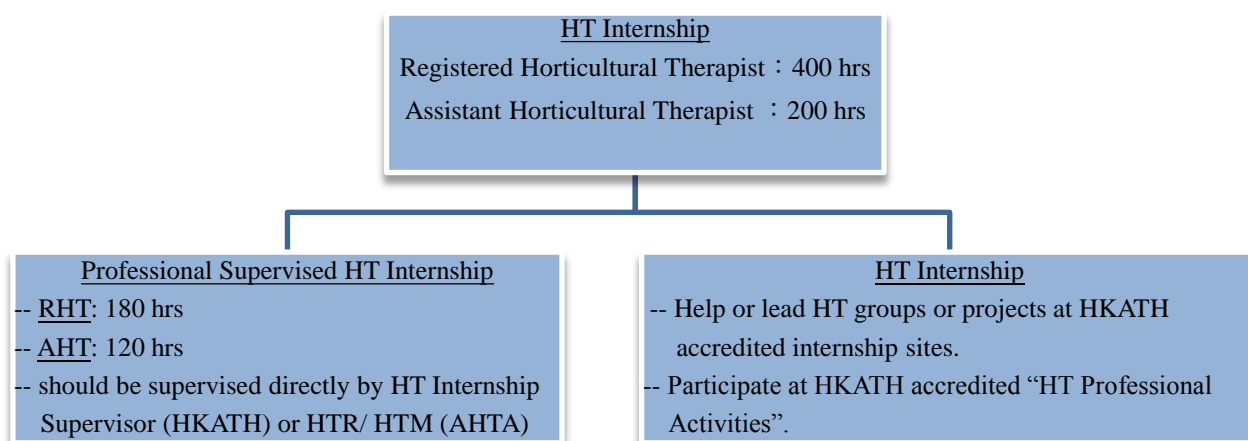 HT Internship
Registered Horticultural Therapist：400 hrs
Assistant Horticultural Therapist ：200 hrs
Professional Supervised HT Internship
-- RHT: 180 hrs
-- AHT: 120 hrs
-- should be supervised directly by HT Internship
Supervisor (HKATH) or HTR/ HTM (AHTA)
HT Internship
-- Help or lead HT groups or projects at HKATH
accredited internship sites.
-- Participate at HKATH accredited “HT Professional
Activities”.